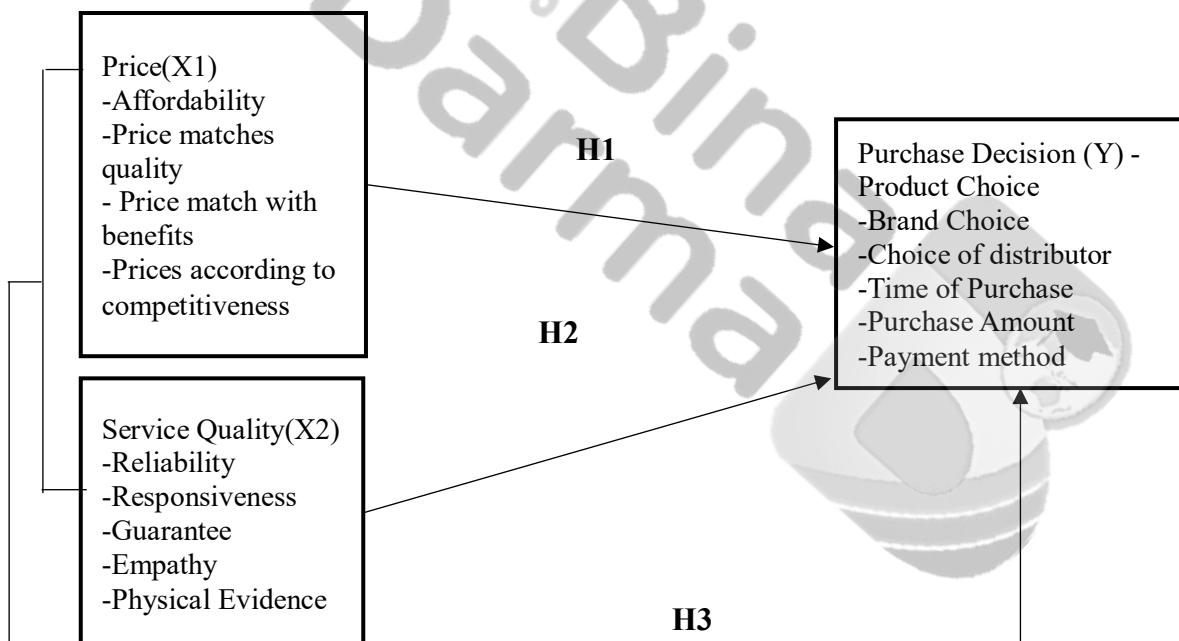 Price(X1)
-Affordability
-Price matches
quality
- Price match with
benefits
-Prices according to
competitiveness
H1
H2
Purchase Decision (Y) -
Product Choice
-Brand Choice
-Choice of distributor
-Time of Purchase
-Purchase Amount
-Payment method
Service Quality(X2)
-Reliability
-Responsiveness
-Guarantee
-Empathy
-Physical Evidence
H3
Bina
Darma